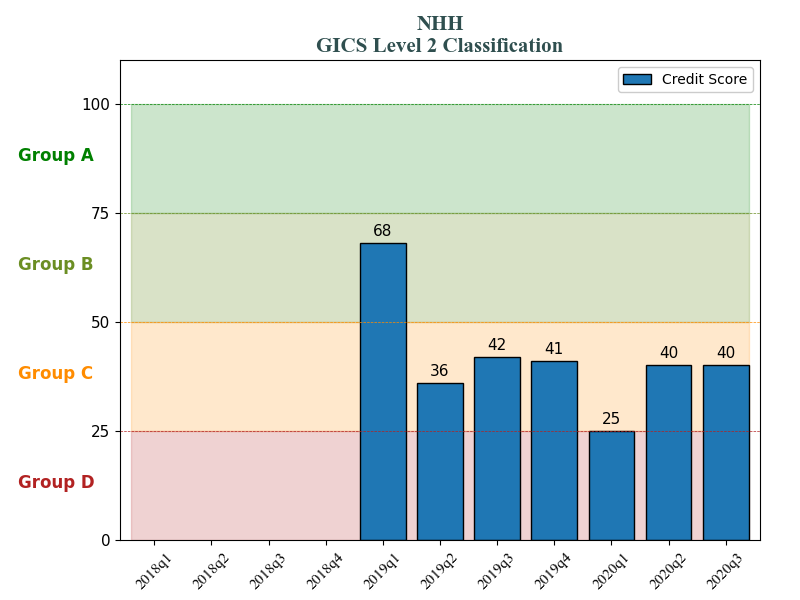 NHH
GICS Level 2 Classification
Credit Score
100
Group A
75
68
Group B
50
42
41
40
40
36
Group C
25
25
Group D
0
2018q1
2018q2
2018q3
2018q4
2019q1
2019q2
2019q3
2019q4
2020q1
2020q2
2020q3